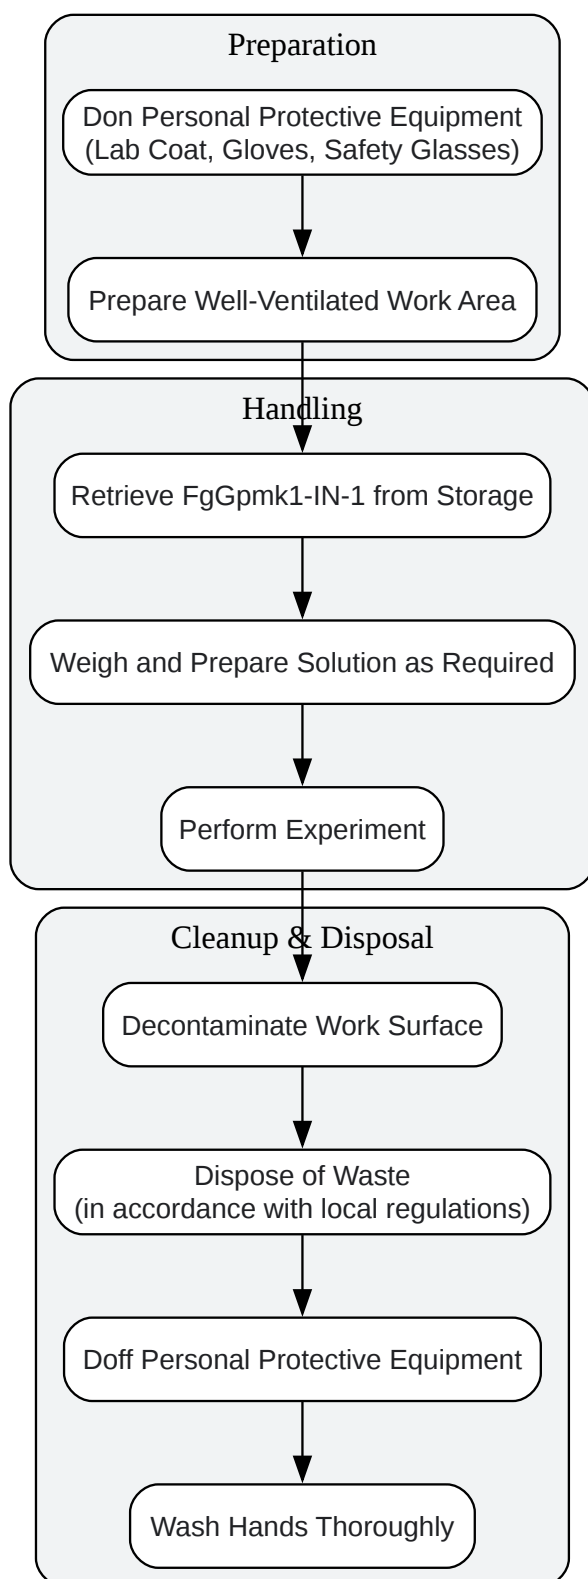 Preparation
Don Personal Protective Equipment
(Lab Coat, Gloves, Safety Glasses)
Prepare Well-Ventilated Work Area
Handling
Retrieve FgGpmk1-IN-1 from Storage
Weigh and Prepare Solution as Required
Perform Experiment
Cleanup & Disposal
Decontaminate Work Surface
Dispose of Waste
(in accordance with local regulations)
Doff Personal Protective Equipment
Wash Hands Thoroughly